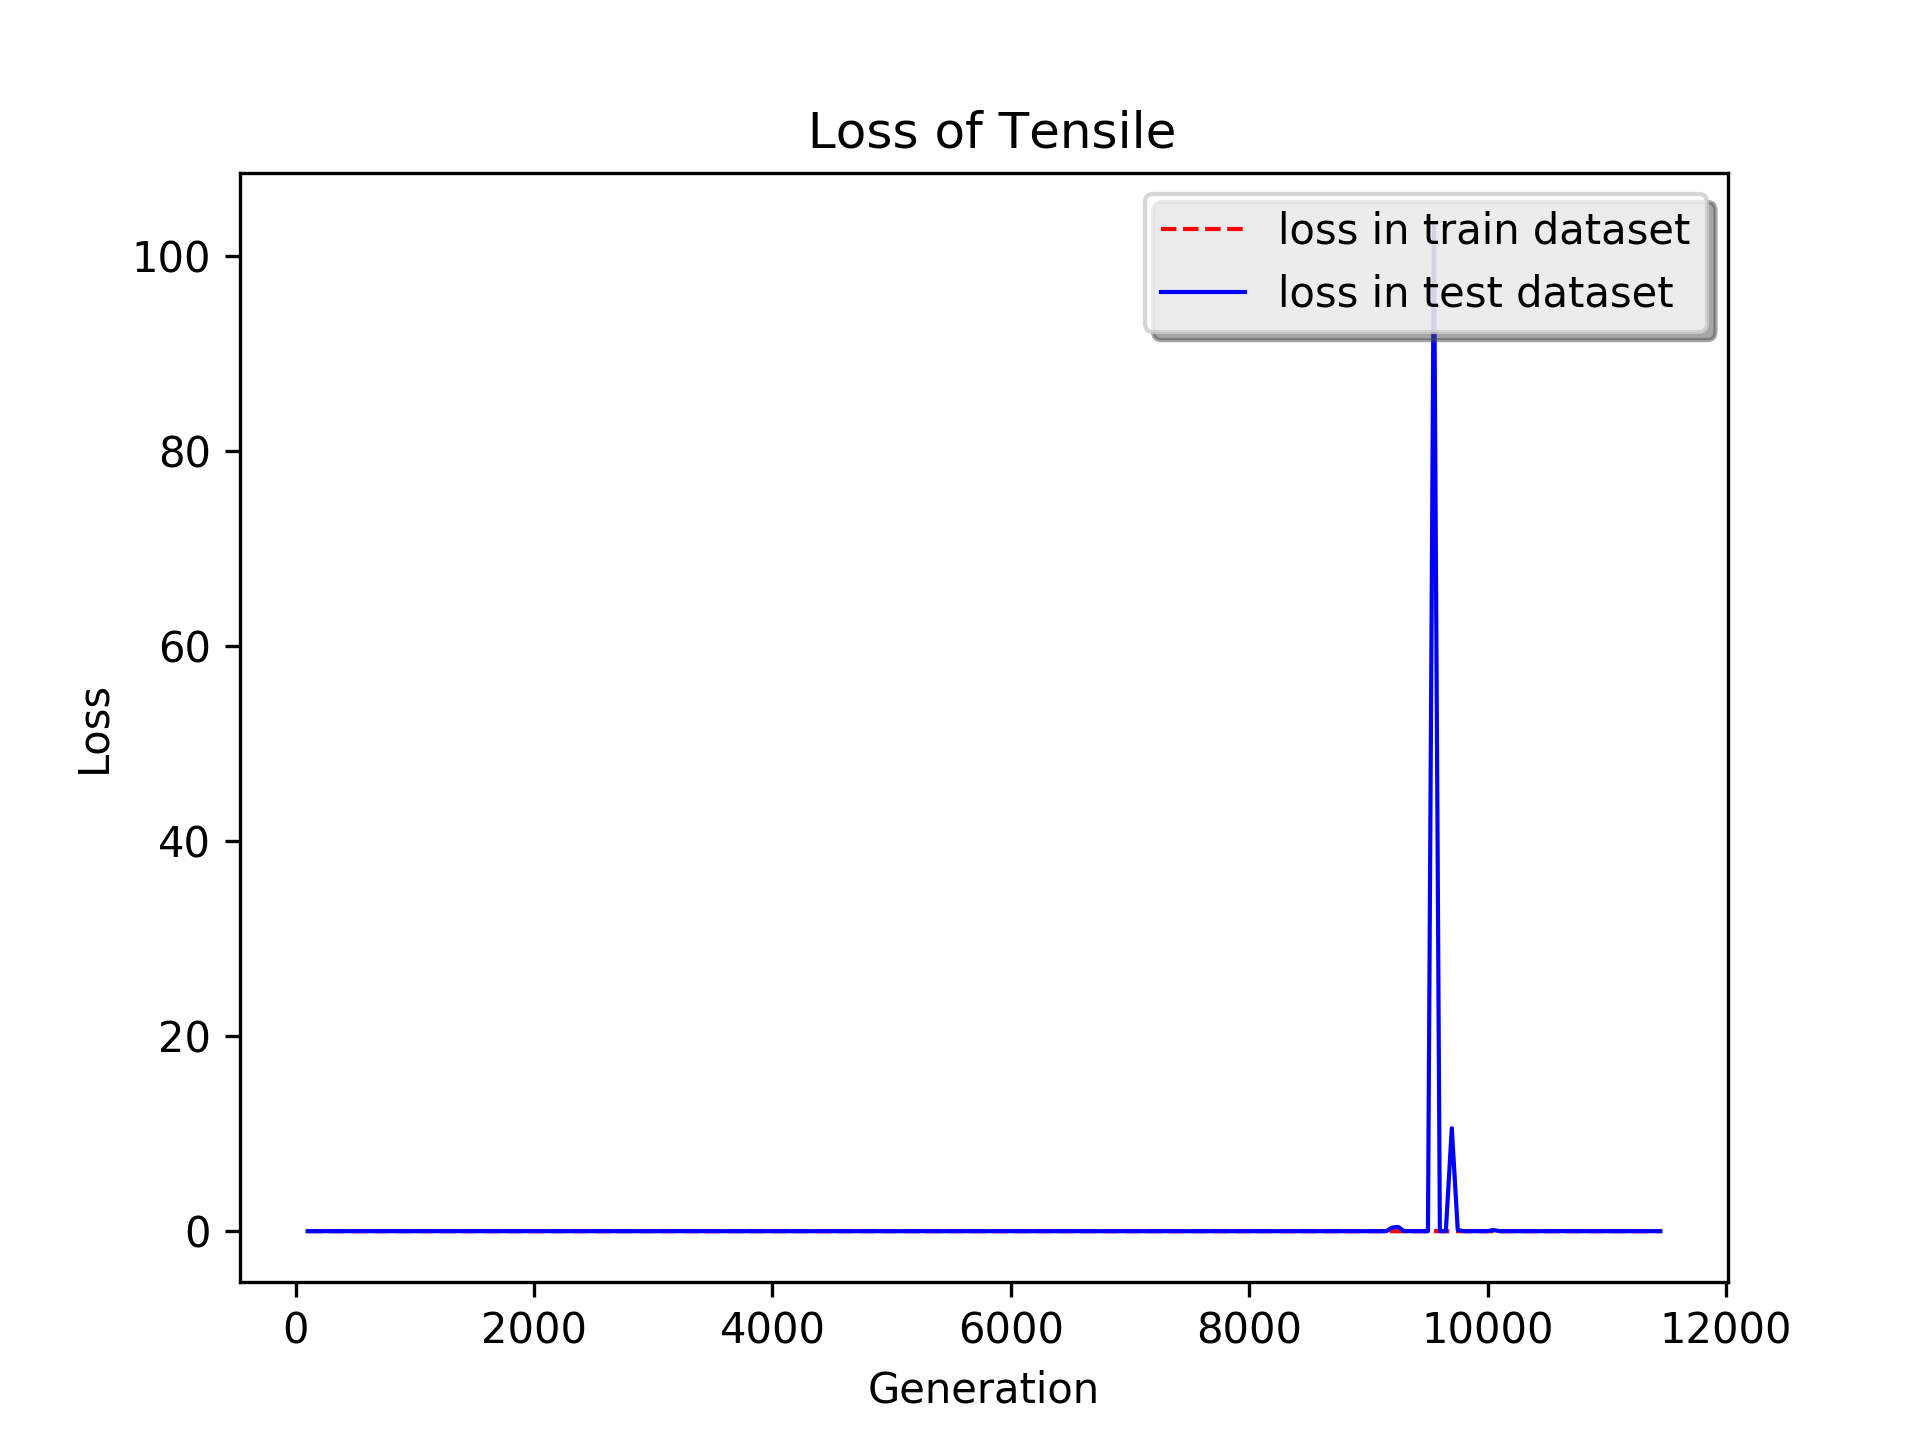 Loss of Tensile
loss in train dataset
loss in test dataset
100
80
60
40
20
0
Loss
0 2000 4000 6000 8000 10000 12000
Generation